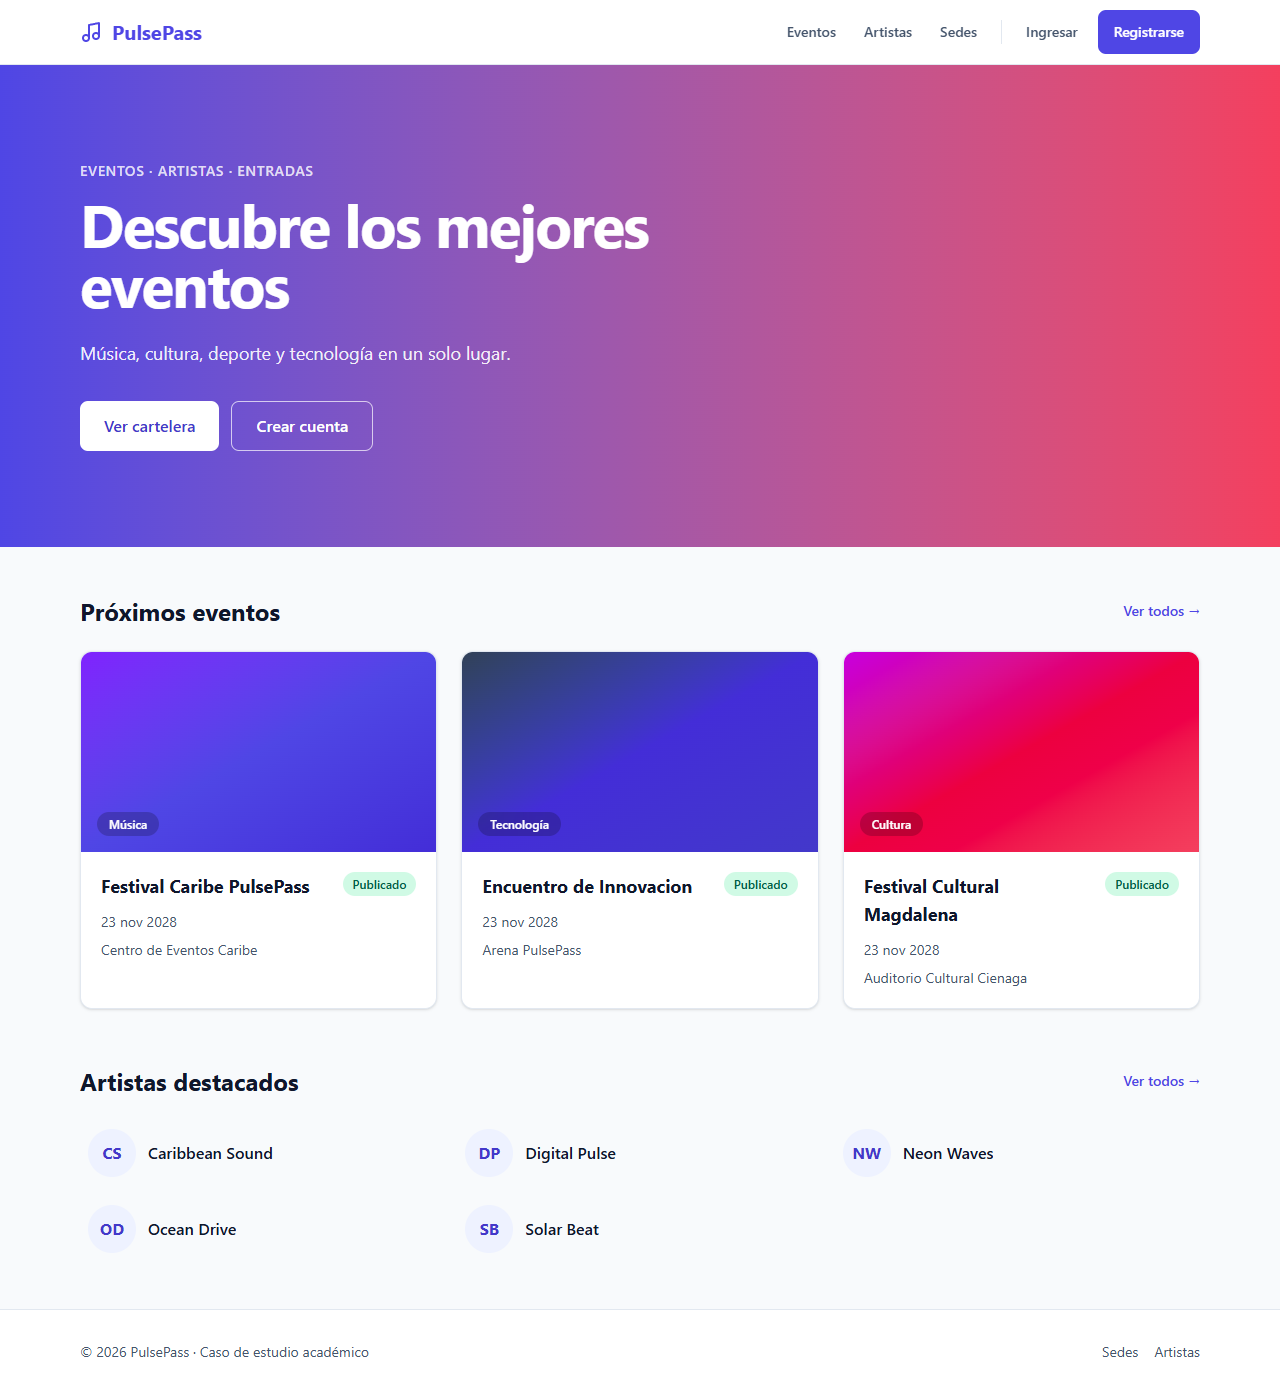 PulsePass
Eventos
Artistas
Sedes
Ingresar
Registrarse
EVENTOS · ARTISTAS · ENTRADAS
Descubre los mejores
eventos
Música, cultura, deporte y tecnología en un solo lugar.
Ver cartelera
Crear cuenta
Próximos eventos
Ver todos →
Música
Festival Caribe PulsePass
Publicado
23 nov 2028
Centro de Eventos Caribe
Tecnología
Encuentro de Innovacion
Publicado
23 nov 2028
Arena PulsePass
Cultura
Festival Cultural
Magdalena
Publicado
23 nov 2028
Auditorio Cultural Cienaga
Artistas destacados
Ver todos →
CS
Caribbean Sound
DP
Digital Pulse
NW
Neon Waves
OD
Ocean Drive
SB
Solar Beat
© 2026 PulsePass · Caso de estudio académico
Sedes
Artistas